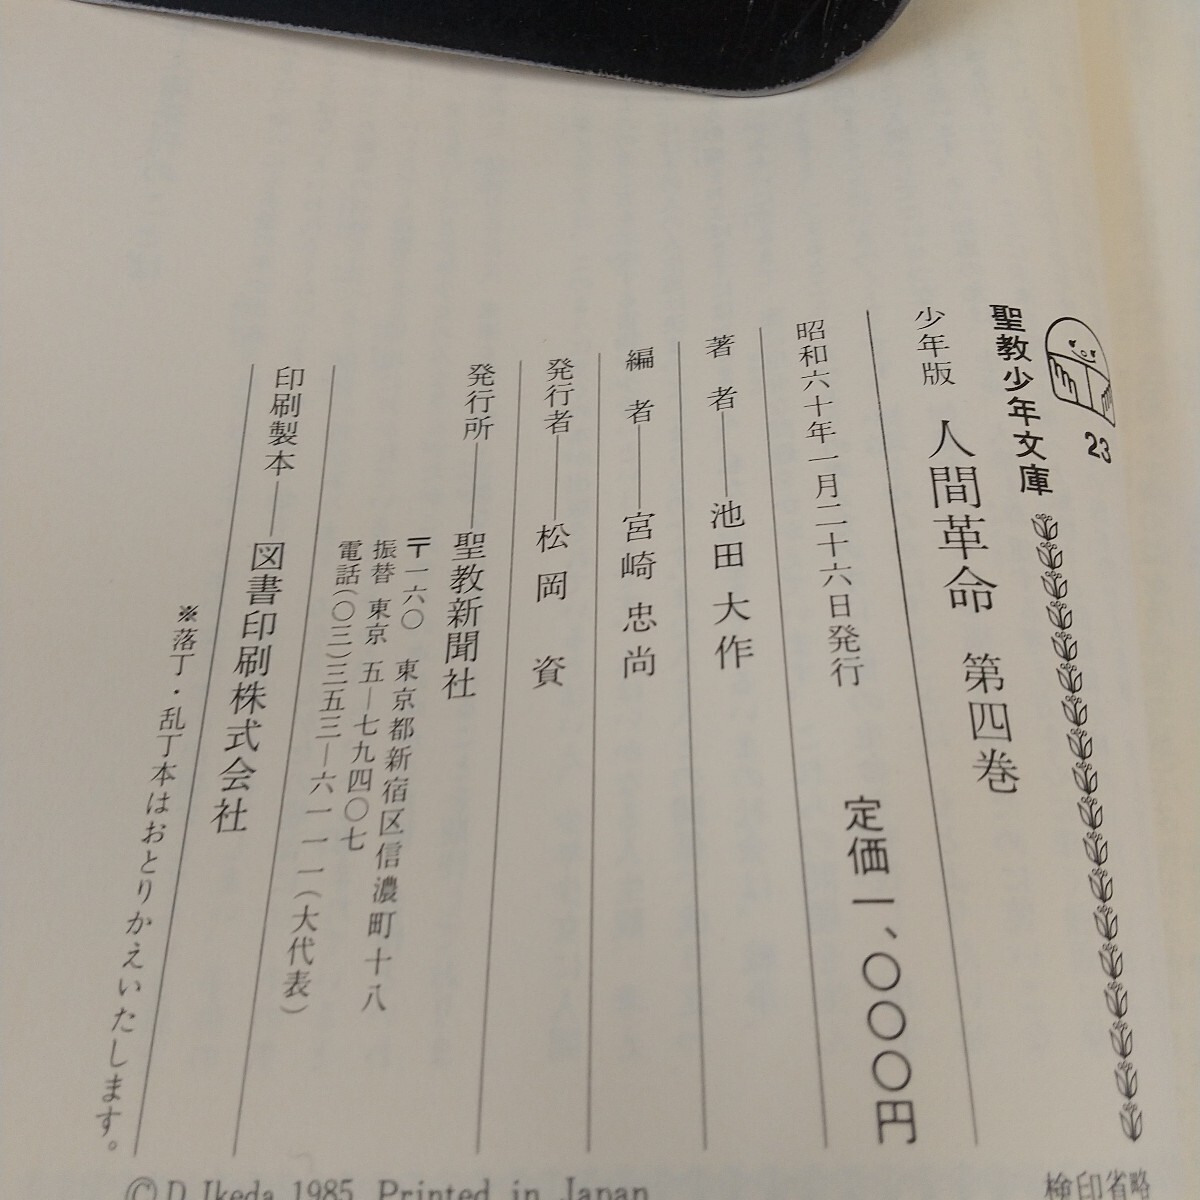 23
聖教少年文庫
少年版 人間革命 第四巻
昭和六十年一月二十六日発行 定価一、〇〇〇円
著者――池田大作
編者――宮崎忠尚
発行者――松岡資
発行所――聖教新聞社
〒一六〇 東京都新宿区信濃町十八
振替 東京 五―七九四〇七
電話(〇三)三五三―六一一一(大代表)
印刷製本――図書印刷株式会社
※落丁・乱丁本はおとりかえいたします。
©D.Ikeda 1985 Printed in Japan
検印省略